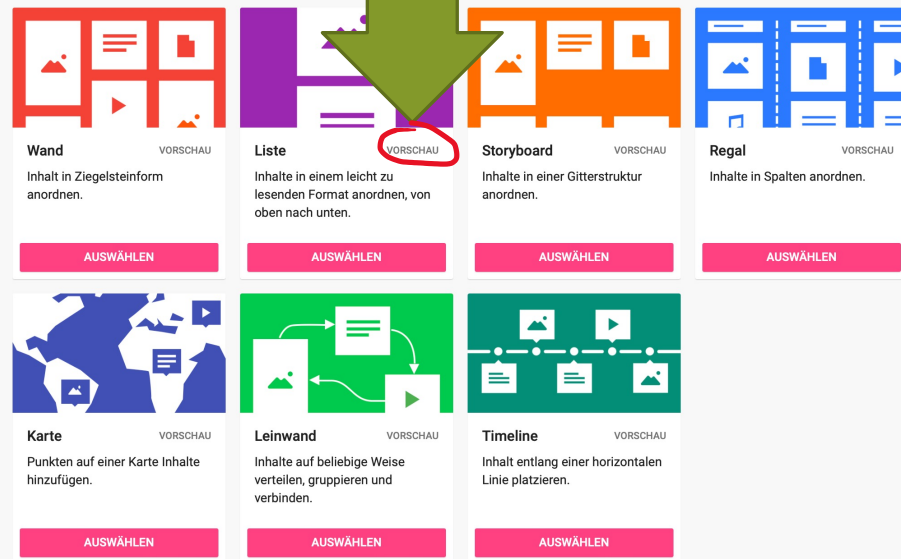 Wand VORSCHAU
Inhalt in Ziegelsteinform
anordnen.
AUSWÄHLEN
Liste VORSCHAU
Inhalte in einem leicht zu
lesenden Format anordnen, von
oben nach unten.
AUSWÄHLEN
Storyboard VORSCHAU
Inhalte in einer Gitterstruktur
anordnen.
AUSWÄHLEN
Regal VORSCHAU
Inhalte in Spalten anordnen.
AUSWÄHLEN
Karte VORSCHAU
Punkten auf einer Karte Inhalte
hinzufügen.
AUSWÄHLEN
Leinwand VORSCHAU
Inhalte auf beliebige Weise
verteilen, gruppieren und
verbinden.
AUSWÄHLEN
Timeline VORSCHAU
Inhalt entlang einer horizontalen
Linie platzieren.
AUSWÄHLEN